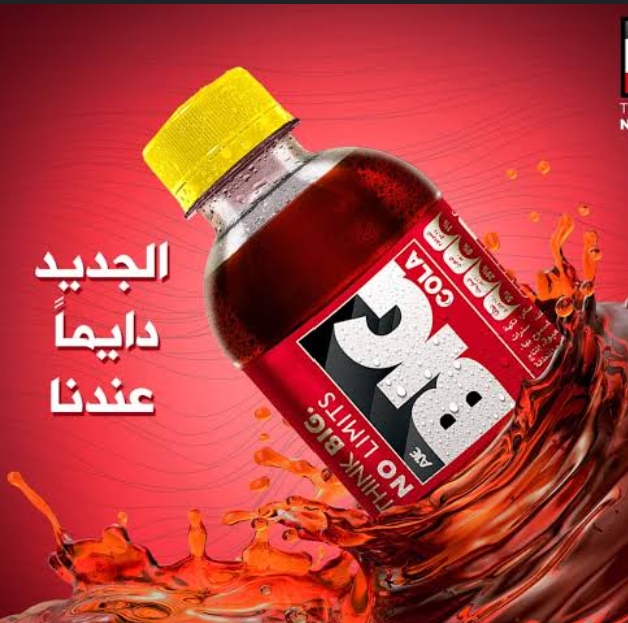 الجديد
دايماً
عندنا
BIG
COLA
AJE
THINK BIG.
NO LIMITS